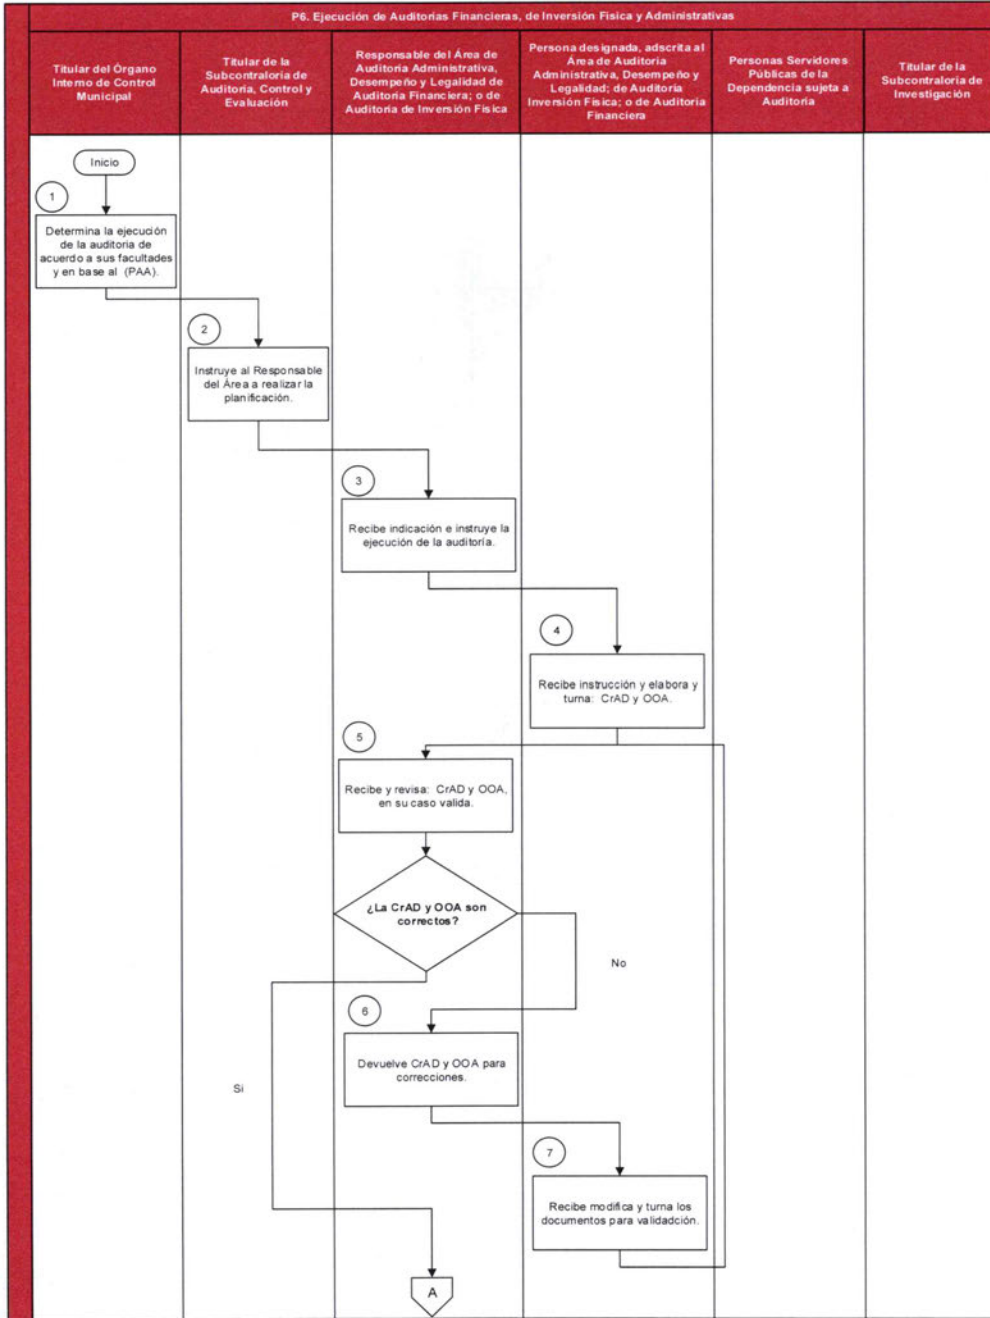 P6. Ejecución de Auditorias Financieras, de Inversión Fisica y Administrativas
Titular del Órgano
Interno de Control
Municipal
Titular de la
Subcontraloría de
Auditoría, Control y
Evaluación
Responsable del Área de
Auditoría Administrativa,
Desempeño y Legalidad de
Auditoría Financiera; o de
Auditoría de Inversión Física
Persona designada, adscrita al
Área de Auditoría
Administrativa, Desempeño y
Legalidad; de Auditoría
Inversión Física; o de Auditoría
Financiera
Personas Servidores
Públicas de la
Dependencia sujeta a
Auditoría
Titular de la
Subcontraloría de
Investigación
Inicio
1
Determina la ejecución
de la auditoria de
acuerdo a sus facultades
y en base al (PAA).
2
Instruye al Responsable
del Área a realizar la
planificación.
3
Recibe indicación e instruye la
ejecución de la auditoría.
4
Recibe instrucción y elabora y
turna: CrAD y OOA.
5
Recibe y revisa: CrAD y OOA,
en su caso valida.
¿La CrAD y OOA son
correctos?
No
6
Devuelve CrAD y OOA para
correcciones.
Si
7
Recibe modifica y turna los
documentos para validadción.
A